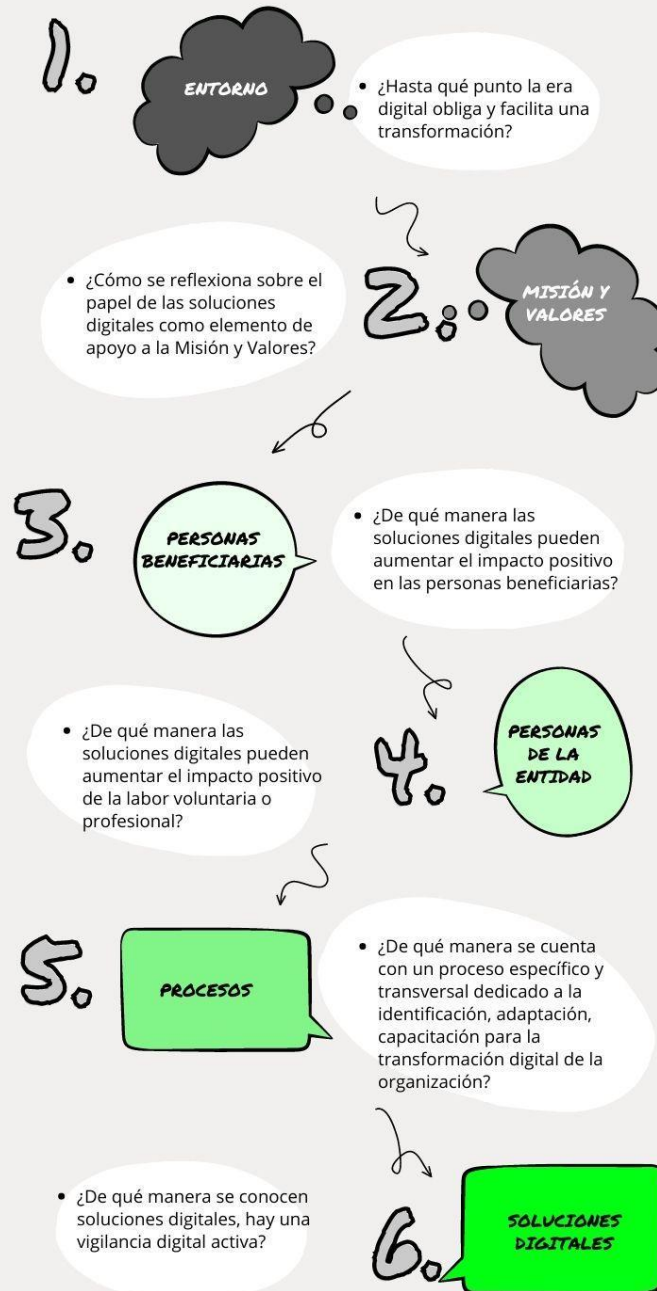 1.
ENTORNO
• ¿Hasta qué punto la era
digital obliga y facilita una
transformación?
• ¿Cómo se reflexiona sobre el
papel de las soluciones
digitales como elemento de
apoyo a la Misión y Valores?
2.
MISIÓN Y
VALORES
3.
PERSONAS
BENEFICIARIAS
• ¿De qué manera las
soluciones digitales pueden
aumentar el impacto positivo
en las personas beneficiarias?
• ¿De qué manera las
soluciones digitales pueden
aumentar el impacto positivo
de la labor voluntaria o
profesional?
4.
PERSONAS
DE LA
ENTIDAD
5.
PROCESOS
• ¿De qué manera se cuenta
con un proceso específico y
transversal dedicado a la
identificación, adaptación,
capacitación para la
transformación digital de la
organización?
• ¿De qué manera se conocen
soluciones digitales, hay una
vigilancia digital activa?
6.
SOLUCIONES
DIGITALES